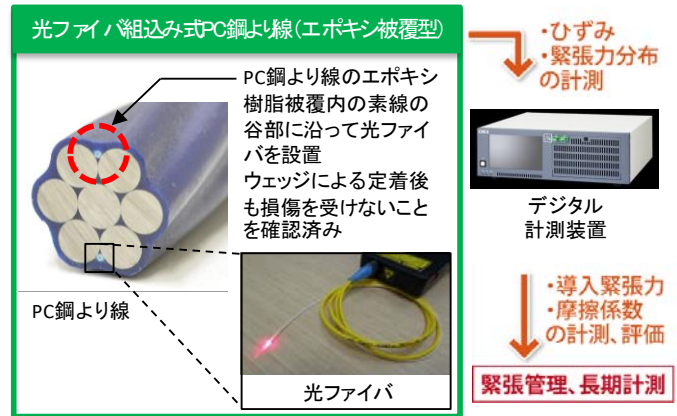 光ファイバ組込み式PC鋼より線(エポキシ被覆型)
PC鋼より線のエポキシ
樹脂被覆内の素線の
谷部に沿って光ファイ
バを設置
ウェッジによる定着後
も損傷を受けないこと
を確認済み
PC鋼より線
光ファイバ
・ひずみ
・緊張力分布
の計測
デジタル
計測装置
・導入緊張力
・摩擦係数
の計測、評価
緊張管理、長期計測